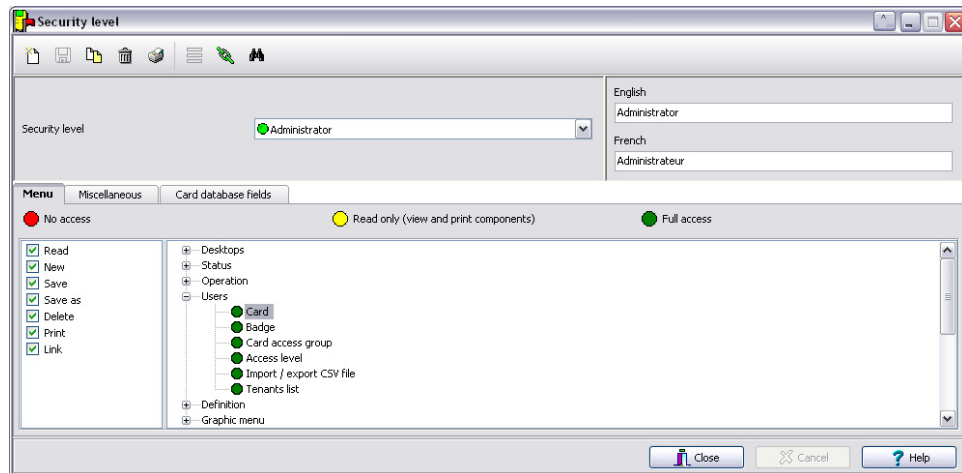 Security level
English
Administrator
Security level
Administrator
French
Administrateur
Menu
Miscellaneous
Card database fields
No access
Read only (view and print components)
Full access
Read
New
Save
Save as
Delete
Print
Link
Desktops
Status
Operation
Users
Card
Badge
Card access group
Access level
Import / export CSV file
Tenants list
Definition
Graphic menu
Close
Cancel
? Help